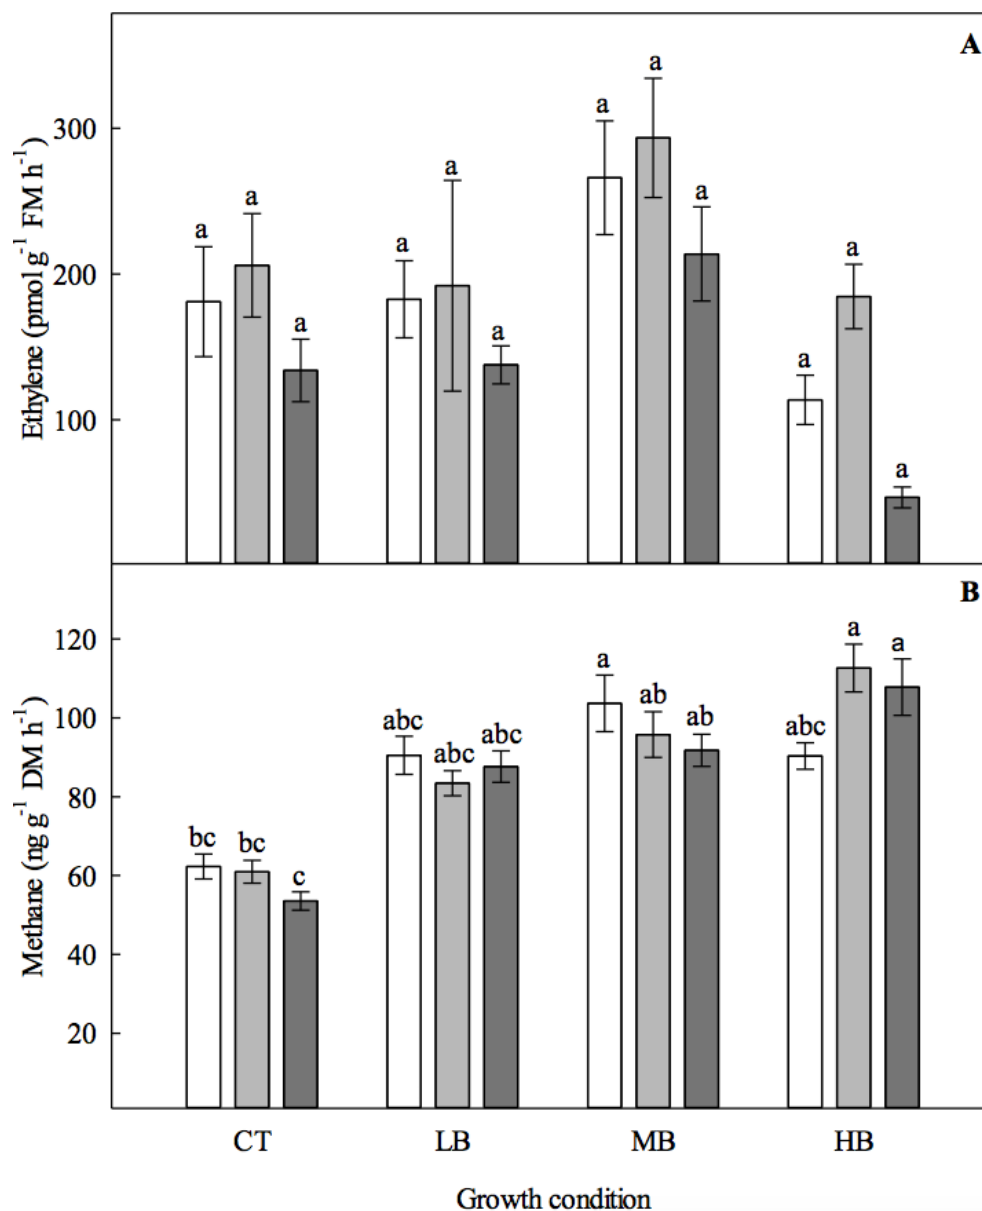 A
Ethylene (pmol g⁻¹ FM h⁻¹)
300
200
100
a
a
a
a
a
a
a
a
a
a
a
a
B
Methane (ng g⁻¹ DM h⁻¹)
120
100
80
60
40
20
bc
bc
c
abc
abc
abc
a
ab
ab
abc
a
a
CT
LB
MB
HB
Growth condition